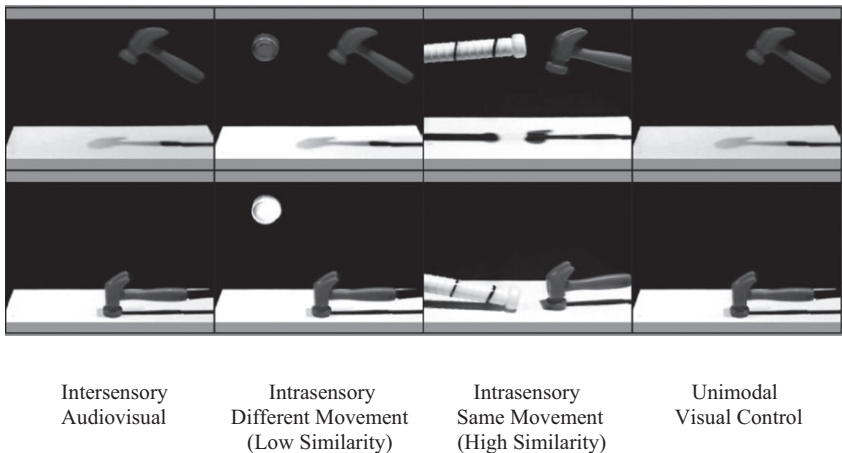 Intersensory
Audiovisual
Intrasensory
Different Movement
(Low Similarity)
Intrasensory
Same Movement
(High Similarity)
Unimodal
Visual Control